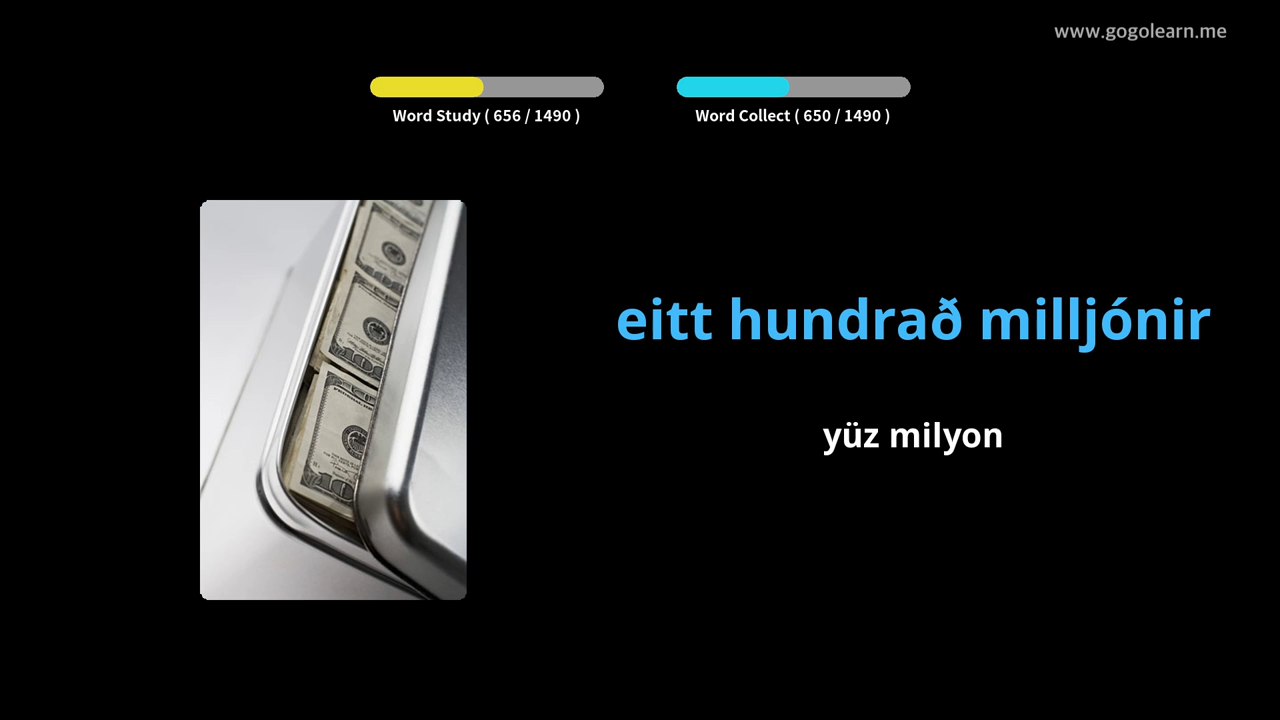 www.gogolearn.me
Word Study ( 656 / 1490 )
Word Collect ( 650 / 1490 )
eitt hundrað milljónir
yüz milyon